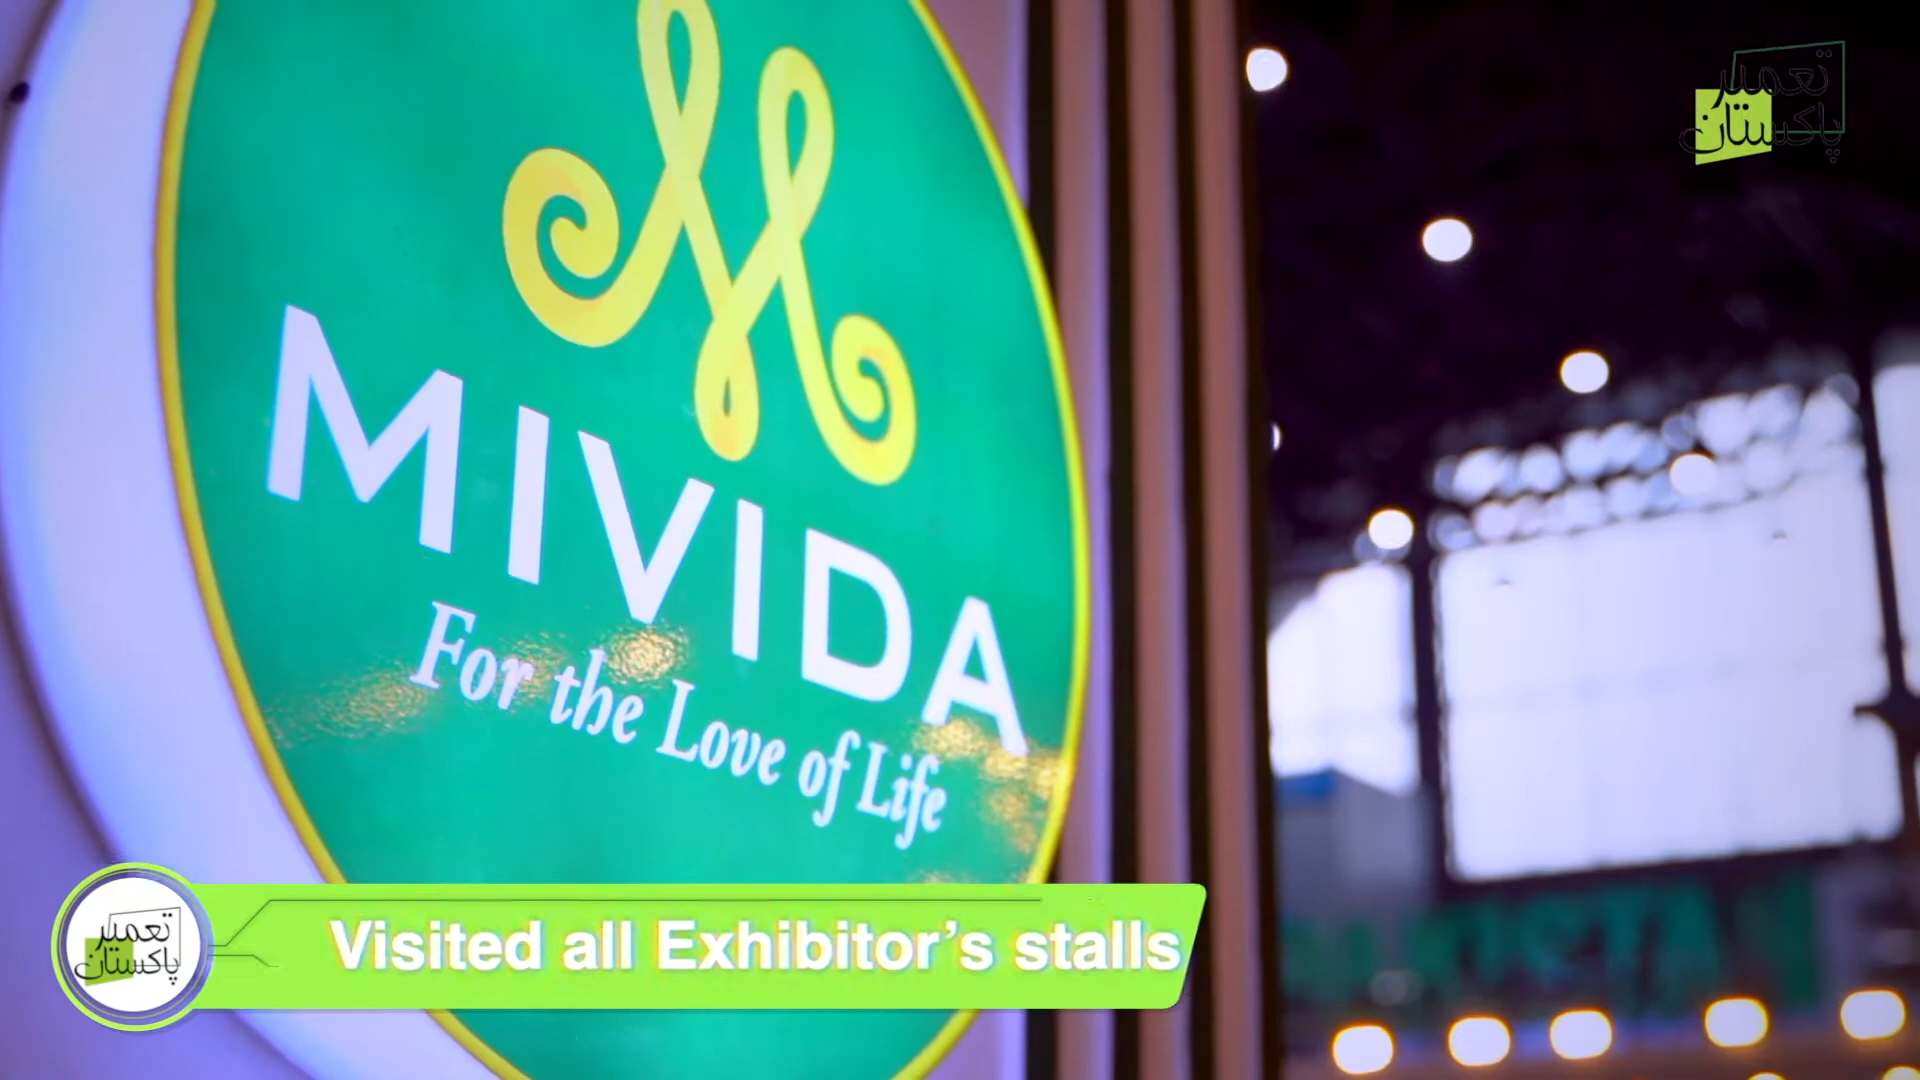 تعمیر
پاکستان
MIVIDA
For the Love of Life
تعمیر
پاکستان
Visited all Exhibitor’s stalls